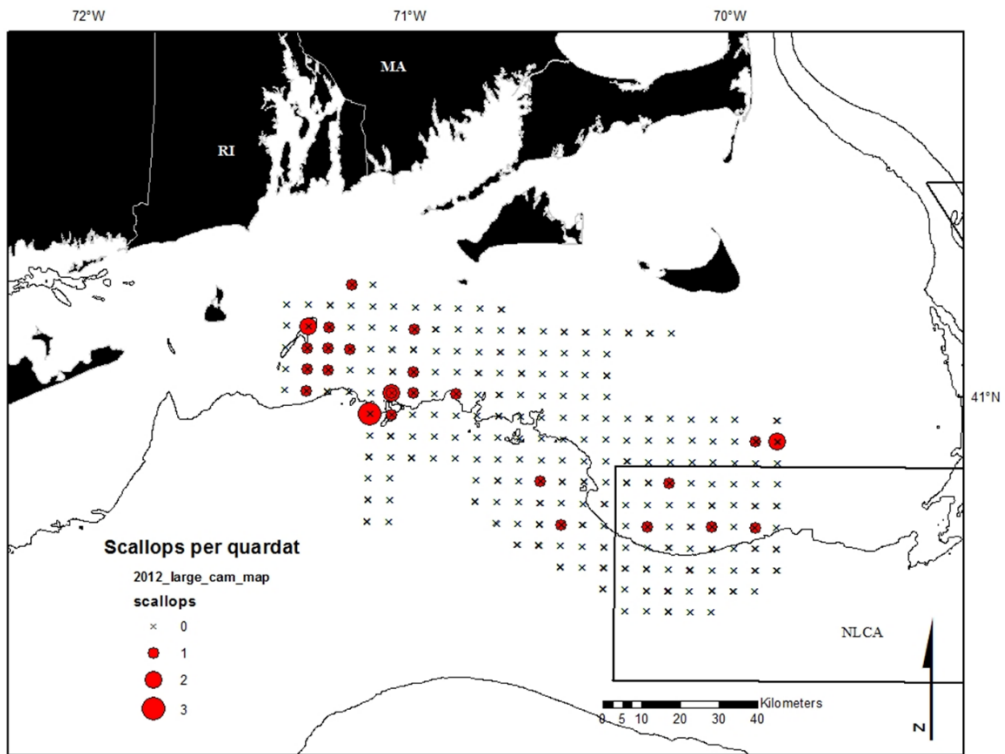 72°W 71°W 70°W
MA
RI
41°N
Scallops per quardat
2012_large_cam_map
scallops
0
1
2
3
NLCA
Kilometers
0 5 10 20 30 40
N